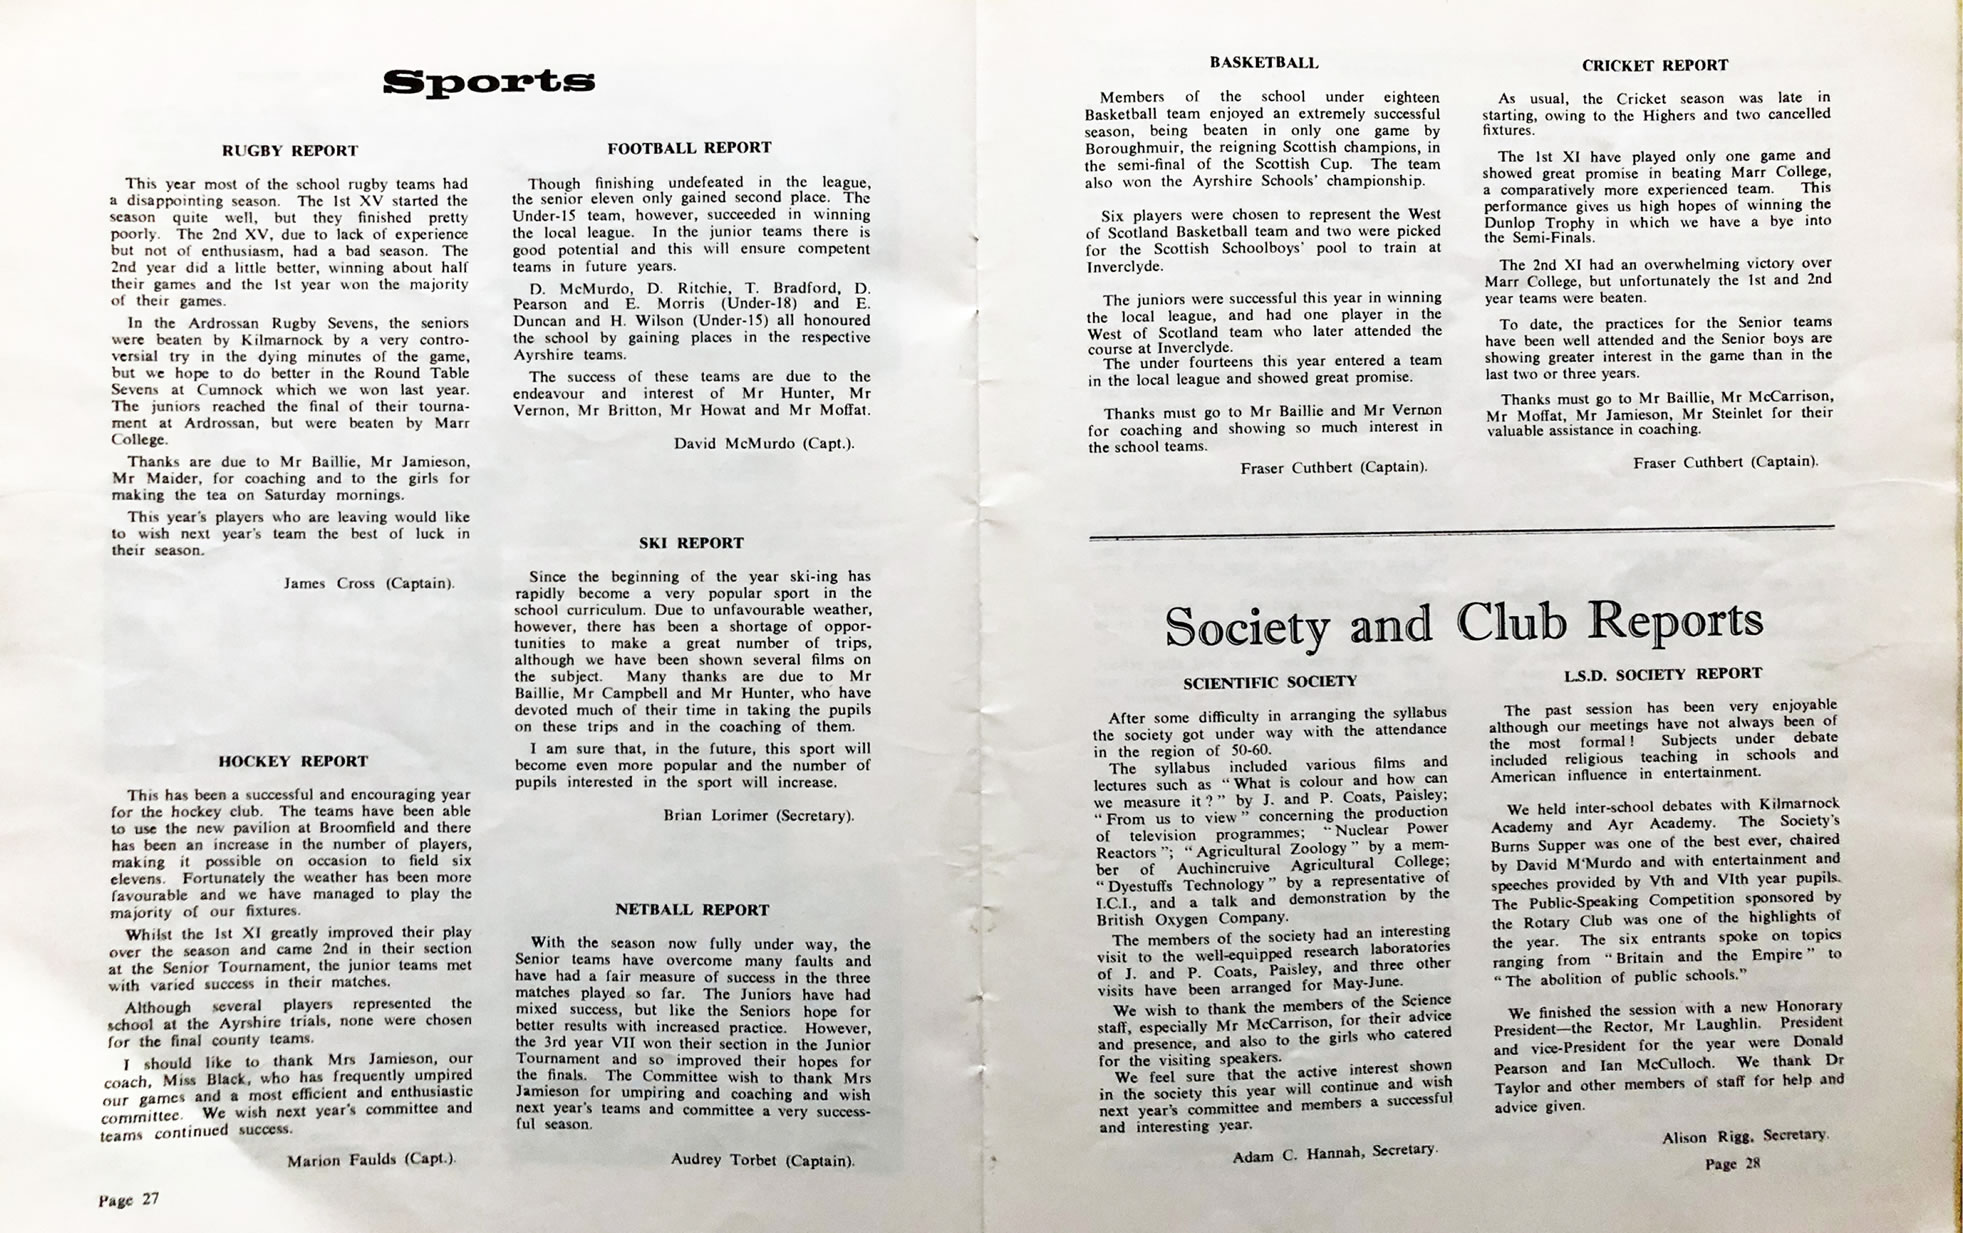 Sports
RUGBY REPORT
This year most of the school rugby teams had
a disappointing season. The 1st XV started the
season quite well, but they finished pretty
poorly. The 2nd XV, due to lack of experience
but not of enthusiasm, had a bad season. The
2nd year did a little better, winning about half
their games and the 1st year won the majority
of their games.
In the Ardrossan Rugby Sevens, the seniors
were beaten by Kilmarnock by a very contro-
versial try in the dying minutes of the game,
but we hope to do better in the Round Table
Sevens at Cumnock which we won last year.
The juniors reached the final of their tourna-
ment at Ardrossan, but were beaten by Marr
College.
Thanks are due to Mr Baillie, Mr Jamieson,
Mr Maider, for coaching and to the girls for
making the tea on Saturday mornings.
This year's players who are leaving would like
to wish next year's team the best of luck in
their season.
James Cross (Captain).
HOCKEY REPORT
This has been a successful and encouraging year
for the hockey club. The teams have been able
to use the new pavilion at Broomfield and there
has been an increase in the number of players,
making it possible on occasion to field six
elevens. Fortunately the weather has been more
favourable and we have managed to play the
majority of our fixtures.
Whilst the 1st XI greatly improved their play
over the season and came 2nd in their section
at the Senior Tournament, the junior teams met
with varied success in their matches.
Although several players represented the
school at the Ayrshire trials, none were chosen
for the final county teams.
I should like to thank Mrs Jamieson, our
coach, Miss Black, who has frequently umpired
our games and a most efficient and enthusiastic
committee. We wish next year's committee and
teams continued success.
Marion Faulds (Capt.).
Page 27
FOOTBALL REPORT
Though finishing undefeated in the league,
the senior eleven only gained second place. The
Under-15 team, however, succeeded in winning
the local league. In the junior teams there is
good potential and this will ensure competent
teams in future years.
D. McMurdo, D. Ritchie, T. Bradford, D.
Pearson and E. Morris (Under-18) and E.
Duncan and H. Wilson (Under-15) all honoured
the school by gaining places in the respective
Ayrshire teams.
The success of these teams are due to the
endeavour and interest of Mr Hunter, Mr
Vernon, Mr Britton, Mr Howat and Mr Moffat.
David McMurdo (Capt.).
SKI REPORT
Since the beginning of the year ski-ing has
rapidly become a very popular sport in the
school curriculum. Due to unfavourable weather,
however, there has been a shortage of oppor-
tunities to make a great number of trips,
although we have been shown several films on
the subject. Many thanks are due to Mr
Baillie, Mr Campbell and Mr Hunter, who have
devoted much of their time in taking the pupils
on these trips and in the coaching of them.
I am sure that, in the future, this sport will
become even more popular and the number of
pupils interested in the sport will increase.
Brian Lorimer (Secretary).
NETBALL REPORT
With the season now fully under way, the
Senior teams have overcome many faults and
have had a fair measure of success in the three
matches played so far. The Juniors have had
mixed success, but like the Seniors hope for
better results with increased practice. However,
the 3rd year VII won their section in the Junior
Tournament and so improved their hopes for
the finals. The Committee wish to thank Mrs
Jamieson for umpiring and coaching and wish
next year's teams and committee a very success-
ful season.
Audrey Torbet (Captain).
BASKETBALL
Members of the school under eighteen
Basketball team enjoyed an extremely successful
season, being beaten in only one game by
Boroughmuir, the reigning Scottish champions, in
the semi-final of the Scottish Cup. The team
also won the Ayrshire Schools' championship.
Six players were chosen to represent the West
of Scotland Basketball team and two were picked
for the Scottish Schoolboys' pool to train at
Inverclyde.
The juniors were successful this year in winning
the local league, and had one player in the
West of Scotland team who later attended the
course at Inverclyde.
The under fourteens this year entered a team
in the local league and showed great promise.
Thanks must go to Mr Baillie and Mr Vernon
for coaching and showing so much interest in
the school teams.
Fraser Cuthbert (Captain).
CRICKET REPORT
As usual, the Cricket season was late in
starting, owing to the Highers and two cancelled
fixtures.
The 1st XI have played only one game and
showed great promise in beating Marr College,
a comparatively more experienced team. This
performance gives us high hopes of winning the
Dunlop Trophy in which we have a bye into
the Semi-Finals.
The 2nd XI had an overwhelming victory over
Marr College, but unfortunately the 1st and 2nd
year teams were beaten.
To date, the practices for the Senior teams
have been well attended and the Senior boys are
showing greater interest in the game than in the
last two or three years.
Thanks must go to Mr Baillie, Mr McCarrison,
Mr Moffat, Mr Jamieson, Mr Steinlet for their
valuable assistance in coaching.
Fraser Cuthbert (Captain).
Society and Club Reports
SCIENTIFIC SOCIETY
After some difficulty in arranging the syllabus
the society got under way with the attendance
in the region of 50-60.
The syllabus included various films and
lectures such as "What is colour and how can
we measure it?" by J. and P. Coats, Paisley;
"From us to view" concerning the production
of television programmes; "Nuclear Power
Reactors"; "Agricultural Zoology" by a mem-
ber of Auchincruive Agricultural College;
"Dyestuffs Technology" by a representative of
I.C.I., and a talk and demonstration by the
British Oxygen Company.
The members of the society had an interesting
visit to the well-equipped research laboratories
of J. and P. Coats, Paisley, and three other
visits have been arranged for May-June.
We wish to thank the members of the Science
staff, especially Mr McCarrison, for their advice
and presence, and also to the girls who catered
for the visiting speakers.
We feel sure that the active interest shown
in the society this year will continue and wish
next year's committee and members a successful
and interesting year.
Adam C. Hannah, Secretary.
L.S.D. SOCIETY REPORT
The past session has been very enjoyable
although our meetings have not always been of
the most formal! Subjects under debate
included religious teaching in schools and
American influence in entertainment.
We held inter-school debates with Kilmarnock
Academy and Ayr Academy. The Society's
Burns Supper was one of the best ever, chaired
by David M'Murdo and with entertainment and
speeches provided by Vth and VIth year pupils.
The Public-Speaking Competition sponsored by
the Rotary Club was one of the highlights of
the year. The six entrants spoke on topics
ranging from "Britain and the Empire" to
"The abolition of public schools."
We finished the session with a new Honorary
President—the Rector, Mr Laughlin. President
and vice-President for the year were Donald
Pearson and Ian McCulloch. We thank Dr
Taylor and other members of staff for help and
advice given.
Alison Rigg, Secretary.
Page 28